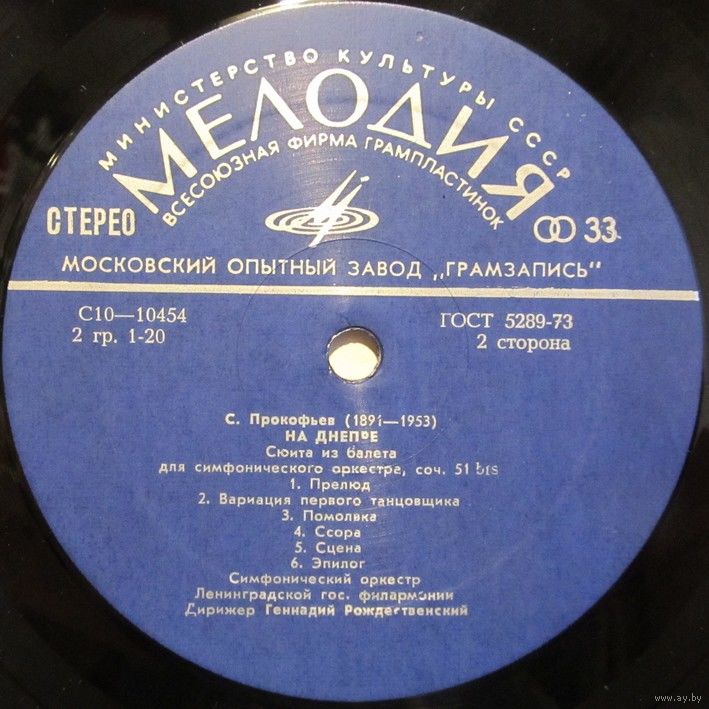 МИНИСТЕРСТВО КУЛЬТУРЫ СССР
МЕЛОДИЯ
ВСЕСОЮЗНАЯ ФИРМА ГРАМПЛАСТИНОК
СТЕРЕО
33
МОСКОВСКИЙ ОПЫТНЫЙ ЗАВОД „ГРАМЗАПИСЬ"
С10—10454
ГОСТ 5289-73
2 гр. 1-20
2 сторона
С. Прокофьев (1891—1953)
НА ДНЕПРЕ
Сюита из балета
для симфонического оркестра, соч. 51 bis
1. Прелюд
2. Вариация первого танцовщика
3. Помолвка
4. Ссора
5. Сцена
6. Эпилог
Симфонический оркестр
Ленинградской гос. филармонии
Дирижер Геннадий Рождественский
www.ay.by